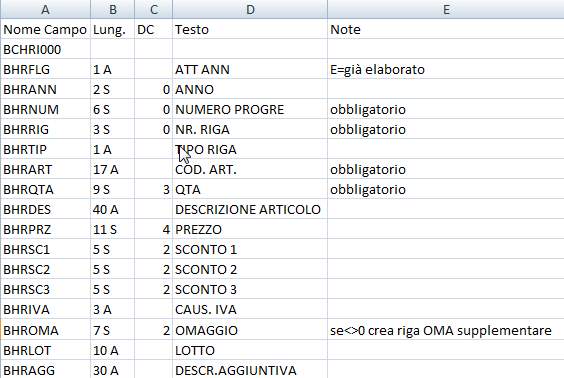 A B C D E
Nome Campo Lung. DC Testo Note
BCHRI000
BHRFLG 1 A ATT ANN E=già elaborato
BHRANN 2 S 0 ANNO
BHRNUM 6 S 0 NUMERO PROGRE obbligatorio
BHRRIG 3 S 0 NR. RIGA obbligatorio
BHRTIP 1 A TIPO RIGA
BHRART 17 A COD. ART. obbligatorio
BHRQTA 9 S 3 QTA obbligatorio
BHRDES 40 A DESCRIZIONE ARTICOLO
BHRPRZ 11 S 4 PREZZO
BHRSC1 5 S 2 SCONTO 1
BHRSC2 5 S 2 SCONTO 2
BHRSC3 5 S 2 SCONTO 3
BHRIVA 3 A CAUS. IVA
BHROMA 7 S 2 OMAGGIO se<>0 crea riga OMA supplementare
BHRLOT 10 A LOTTO
BHRAGG 30 A DESCR.AGGIUNTIVA